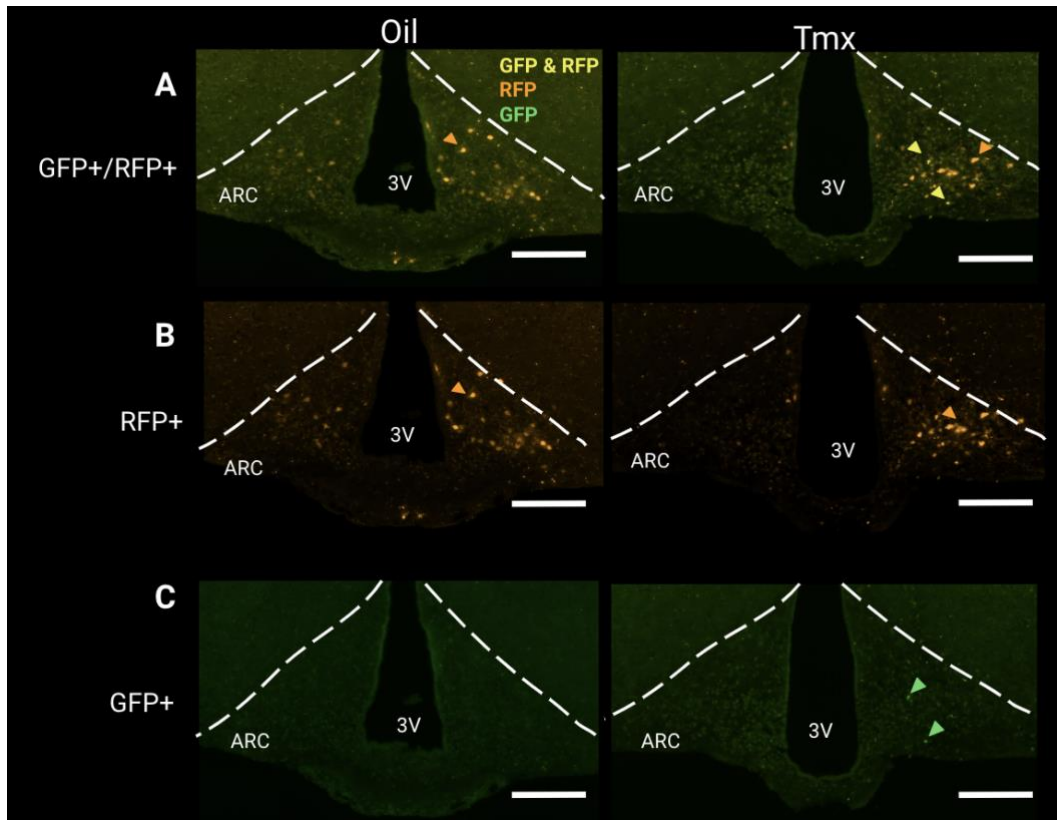 Oil
Tmx
A
GFP & RFP
RFP
GFP
GFP+/RFP+
ARC
3V
ARC
3V
B
RFP+
ARC
3V
ARC
3V
C
GFP+
ARC
3V
ARC
3V